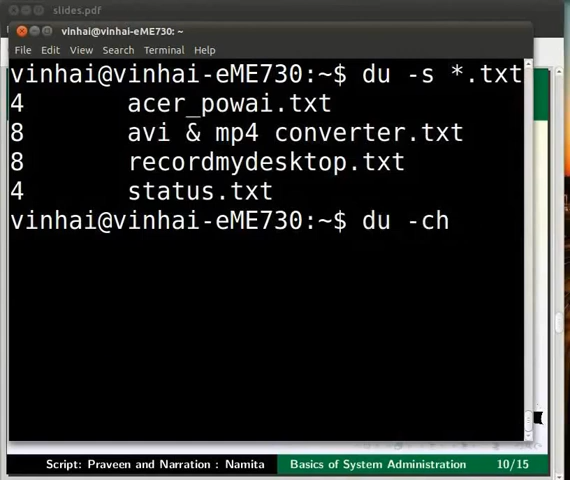 slides.pdf
vinhai@vinhai-eME730: ~
File Edit View Search Terminal Help
vinhai@vinhai-eME730:~$ du -s *.txt
4 acer_powai.txt
8 avi & mp4 converter.txt
8 recordmydesktop.txt
4 status.txt
vinhai@vinhai-eME730:~$ du -ch
Script: Praveen and Narration : Namita Basics of System Administration 10/15